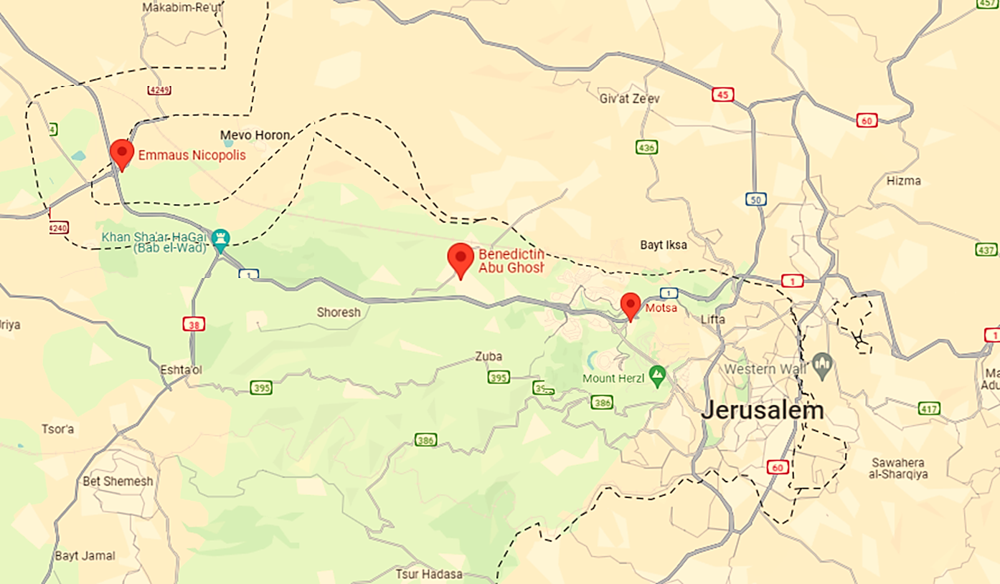 Makabim-Re'ut
457
4249
45
Giv'at Ze'ev
60
4
Mevo Horon
436
Emmaus Nicopolis
Hizma
50
4240
Khan Sha'ar HaGai
(Bab el-Wad)
Bayt Iksa
437
Benedictin
Abu Ghosh
1
1
1
Motsa
Shoresh
Lifta
38
1
Zuba
Eshta'ol
395
Western Wall
Mount Herzl
395
386
417
Jerusalem
Tsor'a
386
Sawahera
al-Sharqiya
60
Bet Shemesh
Bayt Jamal
Tsur Hadasa